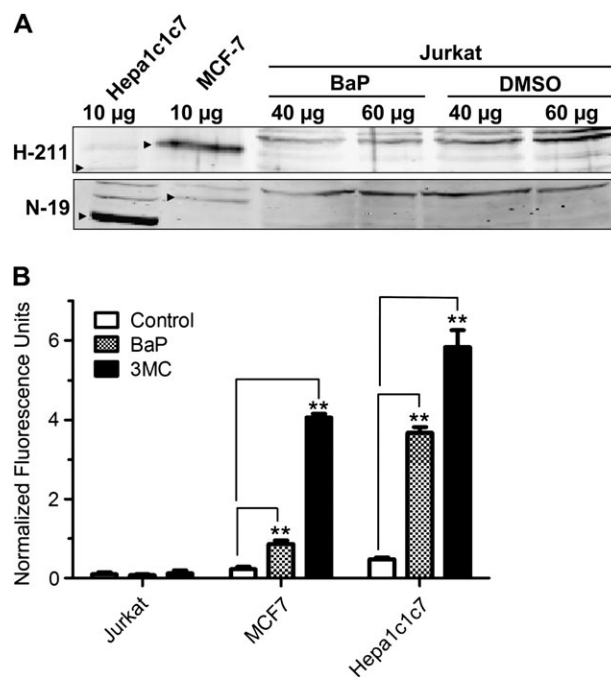 A
Hepa1c1c7
MCF-7
Jurkat
BaP
DMSO
10 µg
10 µg
40 µg
60 µg
40 µg
60 µg
H-211
N-19
B
Normalized Fluorescence Units
6
4
2
0
Control
BaP
3MC
**
**
**
**
Jurkat
MCF7
Hepa1c1c7